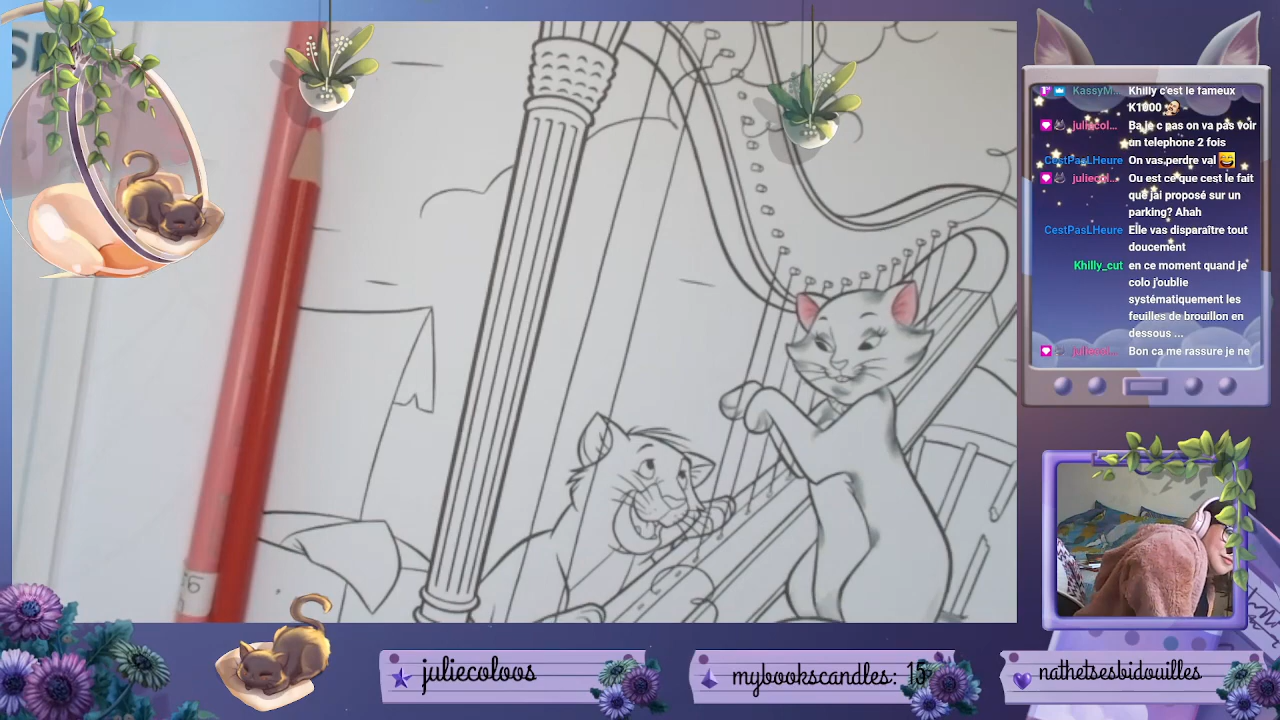 KassyM... Khilly c'est le fameux
K1000
juliecol... Ba je c pas on va pas voir
un telephone 2 fois
CestPasLHeure On vas perdre val
juliecol... Ou est ce que cest le fait
que jai proposé sur un
parking? Ahah
CestPasLHeure Elle vas disparaître tout
doucement
Khilly_cut en ce moment quand je
colo j'oublie
systématiquement les
feuilles de brouillon en
dessous ...
Bon ca me rassure je ne
juliecoloos
mybookscandles: 15
nathetsesbidouilles